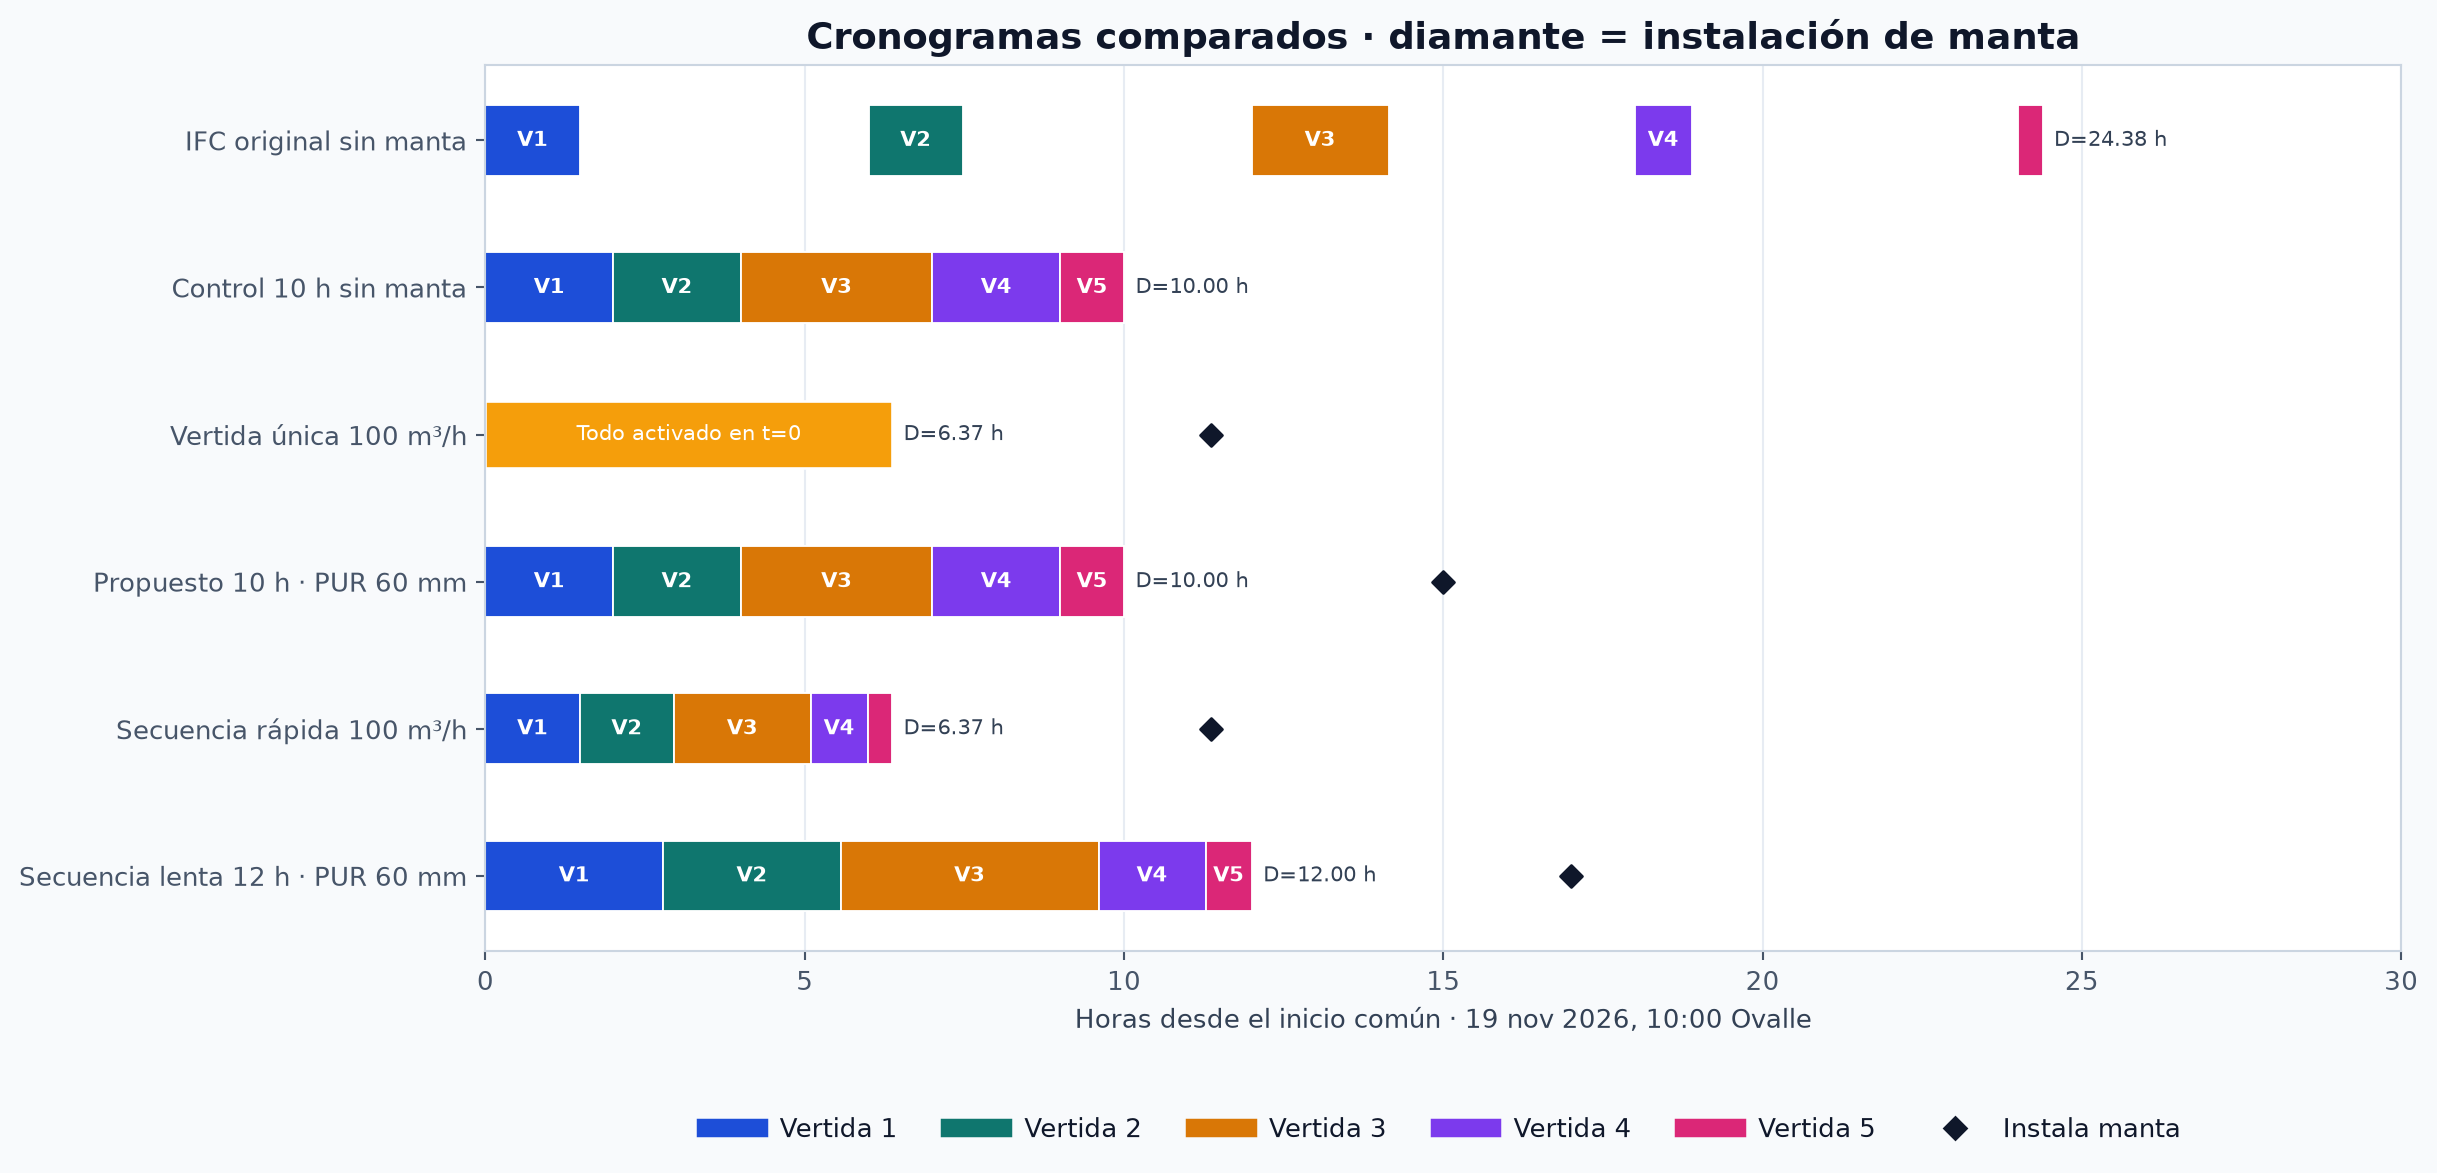 Cronogramas comparados · diamante = instalación de manta
IFC original sin manta
V1
V2
V3
V4
D=24.38 h
Control 10 h sin manta
V1
V2
V3
V4
V5
D=10.00 h
Vertida única 100 m³/h
Todo activado en t=0
D=6.37 h
Propuesto 10 h · PUR 60 mm
V1
V2
V3
V4
V5
D=10.00 h
Secuencia rápida 100 m³/h
V1
V2
V3
V4
D=6.37 h
Secuencia lenta 12 h · PUR 60 mm
V1
V2
V3
V4
V5
D=12.00 h
0
5
10
15
20
25
30
Horas desde el inicio común · 19 nov 2026, 10:00 Ovalle
Vertida 1
Vertida 2
Vertida 3
Vertida 4
Vertida 5
Instala manta